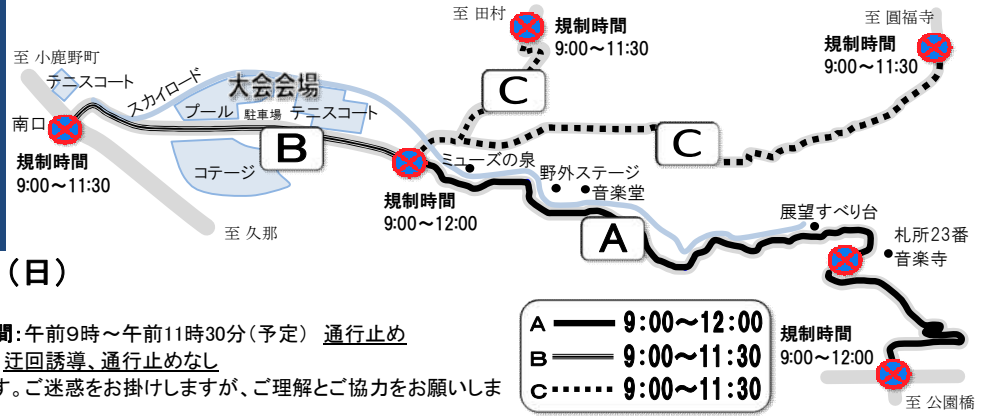 至 田村
規制時間
9:00～11:30
至 圓福寺
規制時間
9:00～11:30
至 小鹿野町
テニスコート
スカイロード
大会会場
プール
駐車場
テニスコート
南口
規制時間
9:00～11:30
B
コテージ
至 久那
C
C
ミューズの泉
規制時間
9:00～12:00
野外ステージ
音楽堂
A
展望すべり台
札所23番
音楽寺
（日）
間：午前9時～午前11時30分（予定） 通行止め
迂回誘導、通行止めなし
す。ご迷惑をお掛けしますが、ご理解とご協力をお願いしま
A 9:00～12:00
B 9:00～11:30
C 9:00～11:30
規制時間
9:00～12:00
至 公園橋